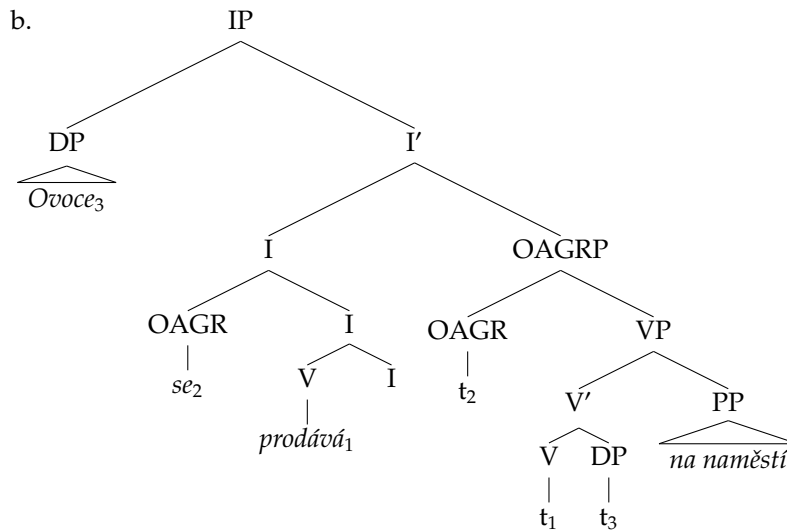 b.
IP
DP I′
Ovoce₃
I OAGRP
OAGR I OAGR VP
se₂ V I t₂ V′ PP
prodává₁ V DP na naměstí
t₁ t₃